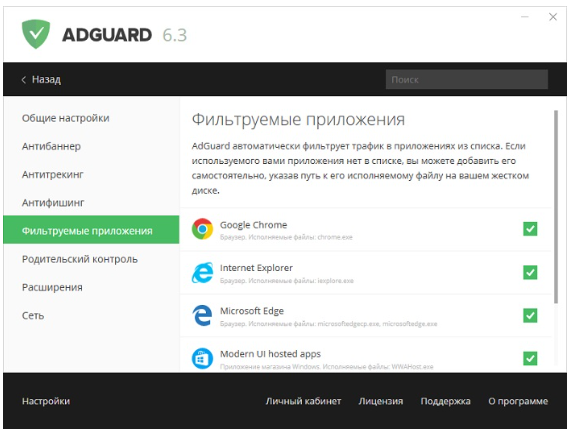 ADGUARD 6.3
Назад
Поиск
Общие настройки
Антибаннер
Антитрекинг
Антифишинг
Фильтруемые приложения
Родительский контроль
Расширения
Сеть
Фильтруемые приложения
AdGuard автоматически фильтрует трафик в приложениях из списка. Если
используемого вами приложения нет в списке, вы можете добавить его
самостоятельно, указав путь к его исполняемому файлу на вашем жестком
диске.
Google Chrome
Браузер. Исполняемые файлы: chrome.exe
Internet Explorer
Браузер. Исполняемые файлы: iexplore.exe
Microsoft Edge
Браузер. Исполняемые файлы: microsoftedgecp.exe, microsoftedge.exe
Modern UI hosted apps
Приложение магазина Windows. Исполняемые файлы: WWAHost.exe
Настройки
Личный кабинет Лицензия Поддержка О программе